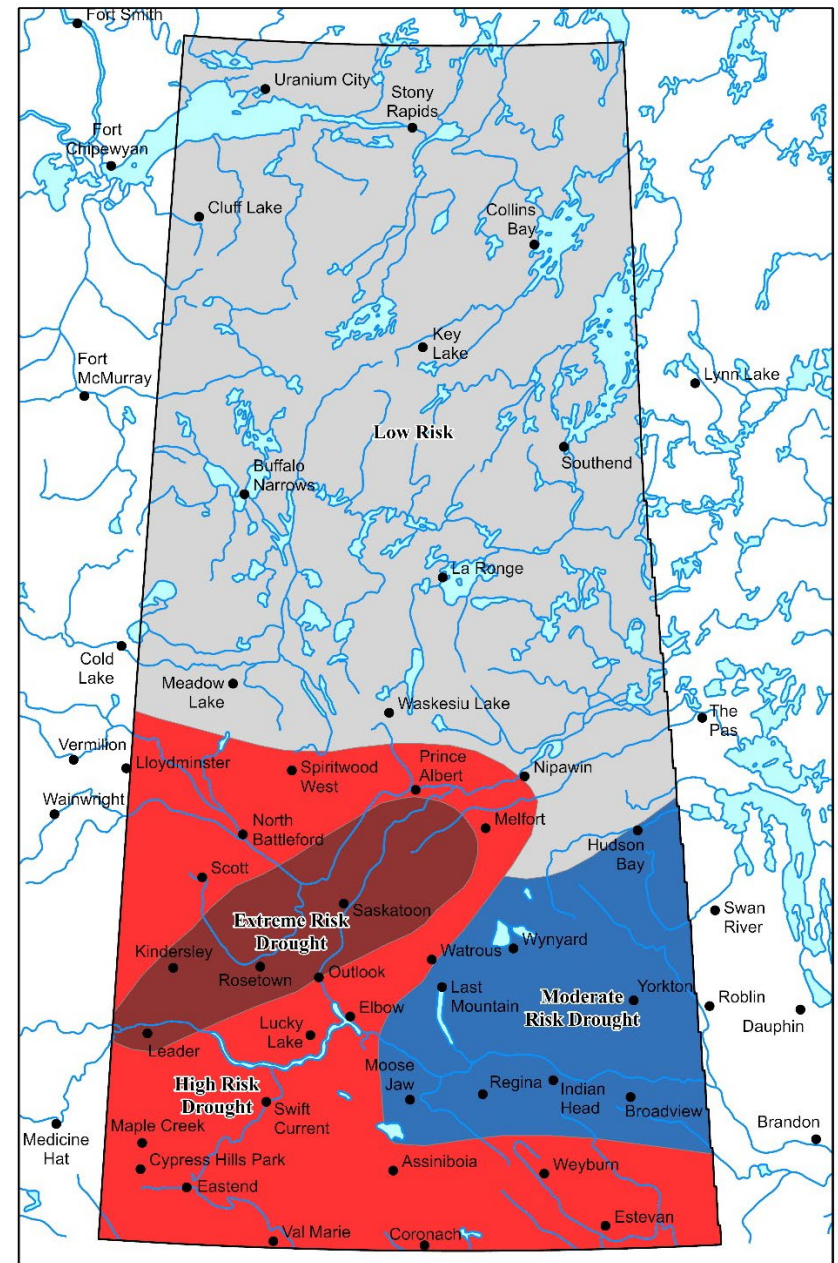 Fort Smith
Uranium City
Stony
Rapids
Fort
Chipewyan
Cluff Lake
Collins
Bay
Key
Lake
Fort
McMurray
Lynn Lake
Low Risk
Southend
Buffalo
Narrows
La Ronge
Cold
Lake
Meadow
Lake
Waskesiu Lake
The
Pas
Vermilion
Lloydminster
Spiritwood
West
Prince
Albert
Nipawin
Wainwright
North
Battleford
Melfort
Hudson
Bay
Scott
Saskatoon
Extreme Risk
Drought
Swan
River
Kindersley
Rosetown
Outlook
Watrous
Wynyard
Last
Mountain
Moderate
Risk Drought
Yorkton
Roblin
Dauphin
Elbow
Lucky
Lake
Leader
Moose
Jaw
Regina
Indian
Head
Broadview
High Risk
Drought
Swift
Current
Brandon
Medicine
Hat
Maple Creek
Cypress Hills Park
Eastend
Assiniboia
Weyburn
Estevan
Val Marie
Coronach